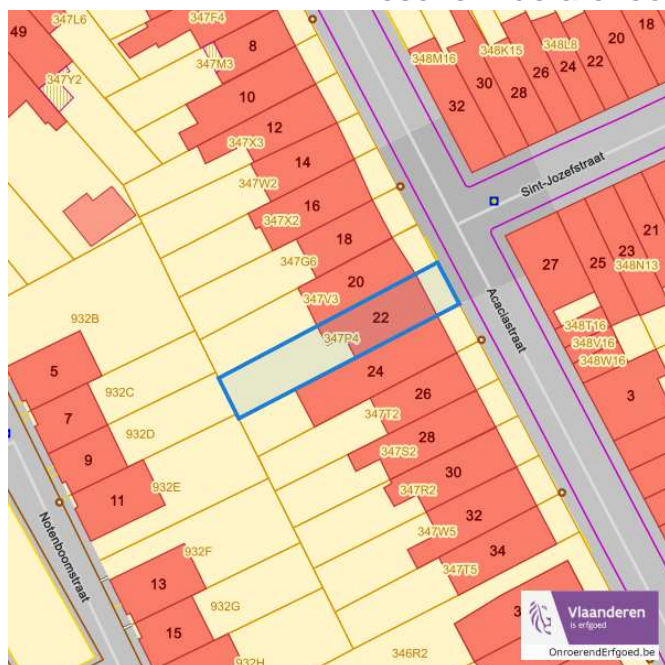 49
347L6
347F4
8
18
348L8
20
348K15
22
24
26
348M16
30
28
32
347Y2
347M3
10
12
347X3
14
347W2
16
347X2
Sint-Jozefstraat
18
347G6
20
347V3
21
23
348N13
25
27
Acaciastraat
932B
22
347P4
348T16
348V16
348W16
3
5
932C
24
26
7
932D
347T2
28
347S2
9
30
932E
347R2
11
32
347W5
34
347T5
Notenboomstraat
932F
13
932G
15
346R2
932H
Vlaanderen
is erfgoed
OnroerendErfgoed.be